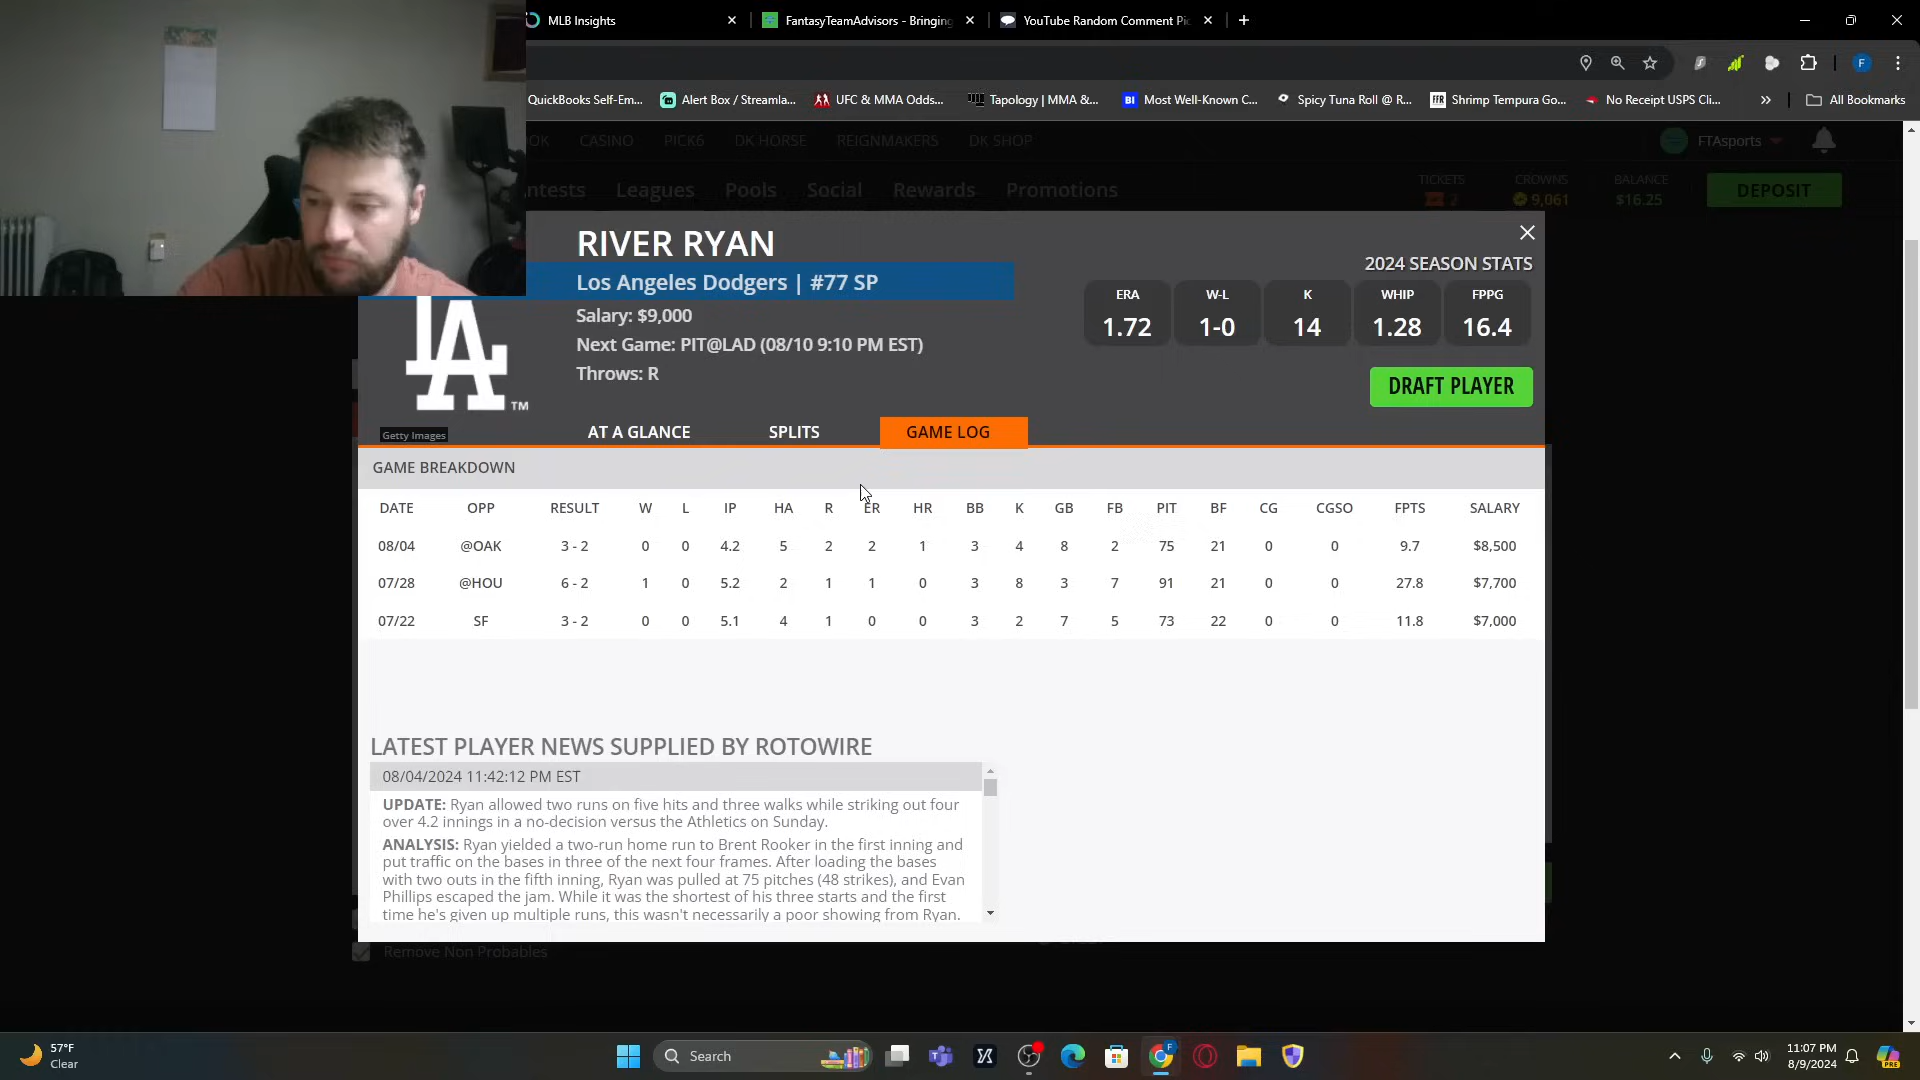 MLB Insights
FantasyTeamAdvisors - Bringing
YouTube Random Comment Pi
QuickBooks Self-Em...
Alert Box / Streamla...
UFC & MMA Odds...
Tapology | MMA &...
BI
Most Well-Known C...
Spicy Tuna Roll @ R...
FFR
Shrimp Tempura Go...
No Receipt USPS Cli...
All Bookmarks
F
OK CASINO PICK6 DK HORSE REIGNMAKERS DK SHOP
FTAsports
ntests Leagues Pools Social Rewards Promotions
TICKETS CROWNS BALANCE
2 9,061 $16.25
DEPOSIT
RIVER RYAN
Los Angeles Dodgers | #77 SP
Salary: $9,000
Next Game: PIT@LAD (08/10 9:10 PM EST)
Throws: R
2024 SEASON STATS
ERA W-L K WHIP FPPG
1.72 1-0 14 1.28 16.4
DRAFT PLAYER
LA
TM
Getty Images
AT A GLANCE SPLITS GAME LOG
GAME BREAKDOWN
DATE OPP RESULT W L IP HA R ER HR BB K GB FB PIT BF CG CGSO FPTS SALARY
08/04 @OAK 3 - 2 0 0 4.2 5 2 2 1 3 4 8 2 75 21 0 0 9.7 $8,500
07/28 @HOU 6 - 2 1 0 5.2 2 1 1 0 3 8 3 7 91 21 0 0 27.8 $7,700
07/22 SF 3 - 2 0 0 5.1 4 1 0 0 3 2 7 5 73 22 0 0 11.8 $7,000
LATEST PLAYER NEWS SUPPLIED BY ROTOWIRE
08/04/2024 11:42:12 PM EST
UPDATE: Ryan allowed two runs on five hits and three walks while striking out four
over 4.2 innings in a no-decision versus the Athletics on Sunday.
ANALYSIS: Ryan yielded a two-run home run to Brent Rooker in the first inning and
put traffic on the bases in three of the next four frames. After loading the bases
with two outs in the fifth inning, Ryan was pulled at 75 pitches (48 strikes), and Evan
Phillips escaped the jam. While it was the shortest of his three starts and the first
time he's given up multiple runs, this wasn't necessarily a poor showing from Ryan.
Remove Non Probables
57°F
Clear
Search
11:07 PM
8/9/2024